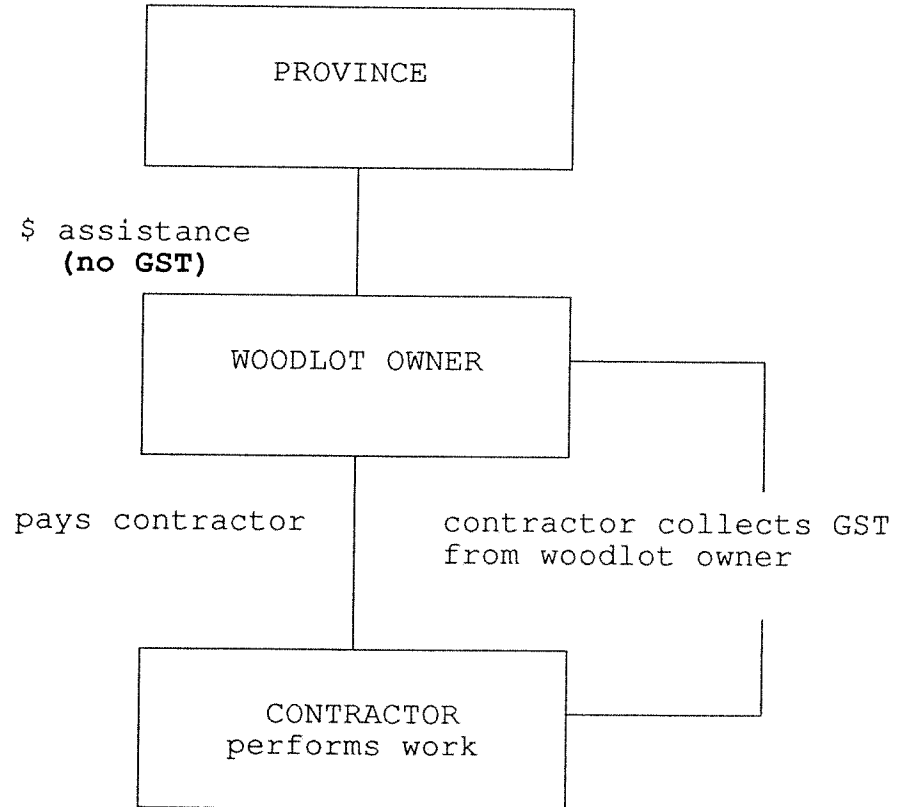 PROVINCE
$ assistance
(no GST)
WOODLOT OWNER
pays contractor
contractor collects GST
from woodlot owner
CONTRACTOR
performs work